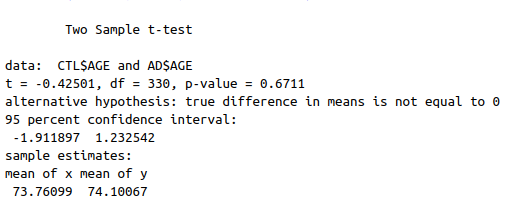 Two Sample t-test
data:  CTL$AGE and AD$AGE
t = -0.42501, df = 330, p-value = 0.6711
alternative hypothesis: true difference in means is not equal to 0
95 percent confidence interval:
 -1.911897  1.232542
sample estimates:
mean of x mean of y
 73.76099  74.10067